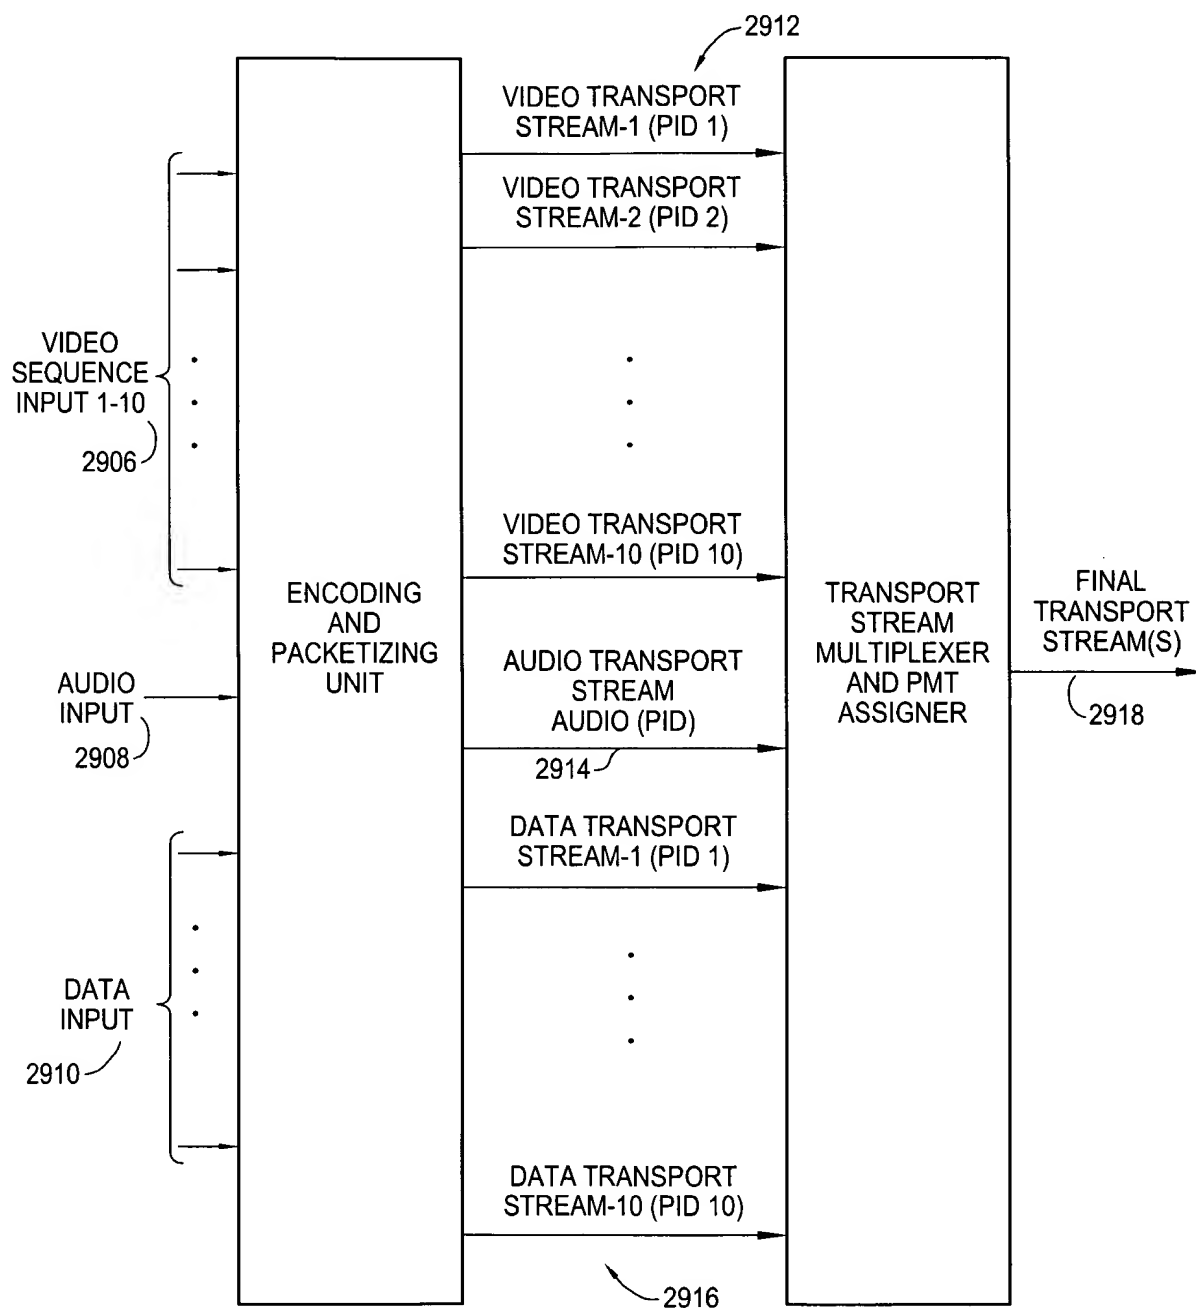 2912
VIDEO TRANSPORT
STREAM-1 (PID 1)
VIDEO TRANSPORT
STREAM-2 (PID 2)
VIDEO
SEQUENCE
INPUT 1-10
2906
VIDEO TRANSPORT
STREAM-10 (PID 10)
ENCODING
AND
PACKETIZING
UNIT
TRANSPORT
STREAM
MULTIPLEXER
AND PMT
ASSIGNER
FINAL
TRANSPORT
STREAM(S)
2918
AUDIO
INPUT
2908
AUDIO TRANSPORT
STREAM
AUDIO (PID)
2914
DATA TRANSPORT
STREAM-1 (PID 1)
DATA
INPUT
2910
DATA TRANSPORT
STREAM-10 (PID 10)
2916